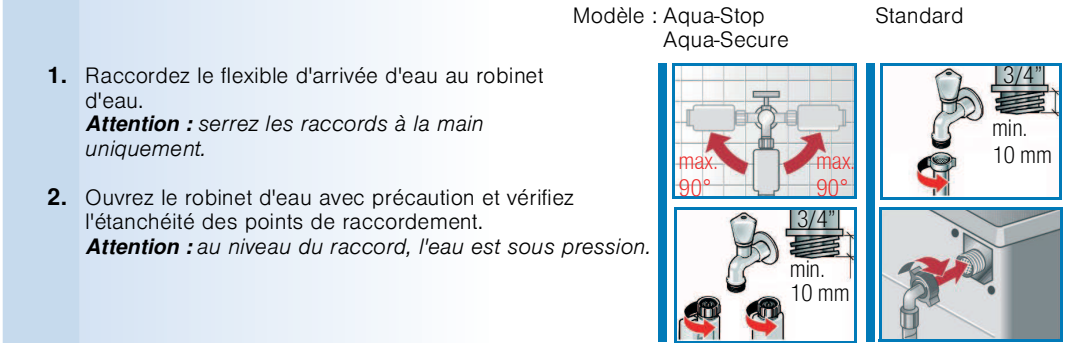 Modèle : Aqua-Stop Standard
Aqua-Secure
1. Raccordez le flexible d'arrivée d'eau au robinet
d'eau.
Attention : serrez les raccords à la main
uniquement.
2. Ouvrez le robinet d'eau avec précaution et vérifiez
l'étanchéité des points de raccordement.
Attention : au niveau du raccord, l'eau est sous pression.
max. max.
90° 90°
3/4"
min.
10 mm
3/4"
min.
10 mm